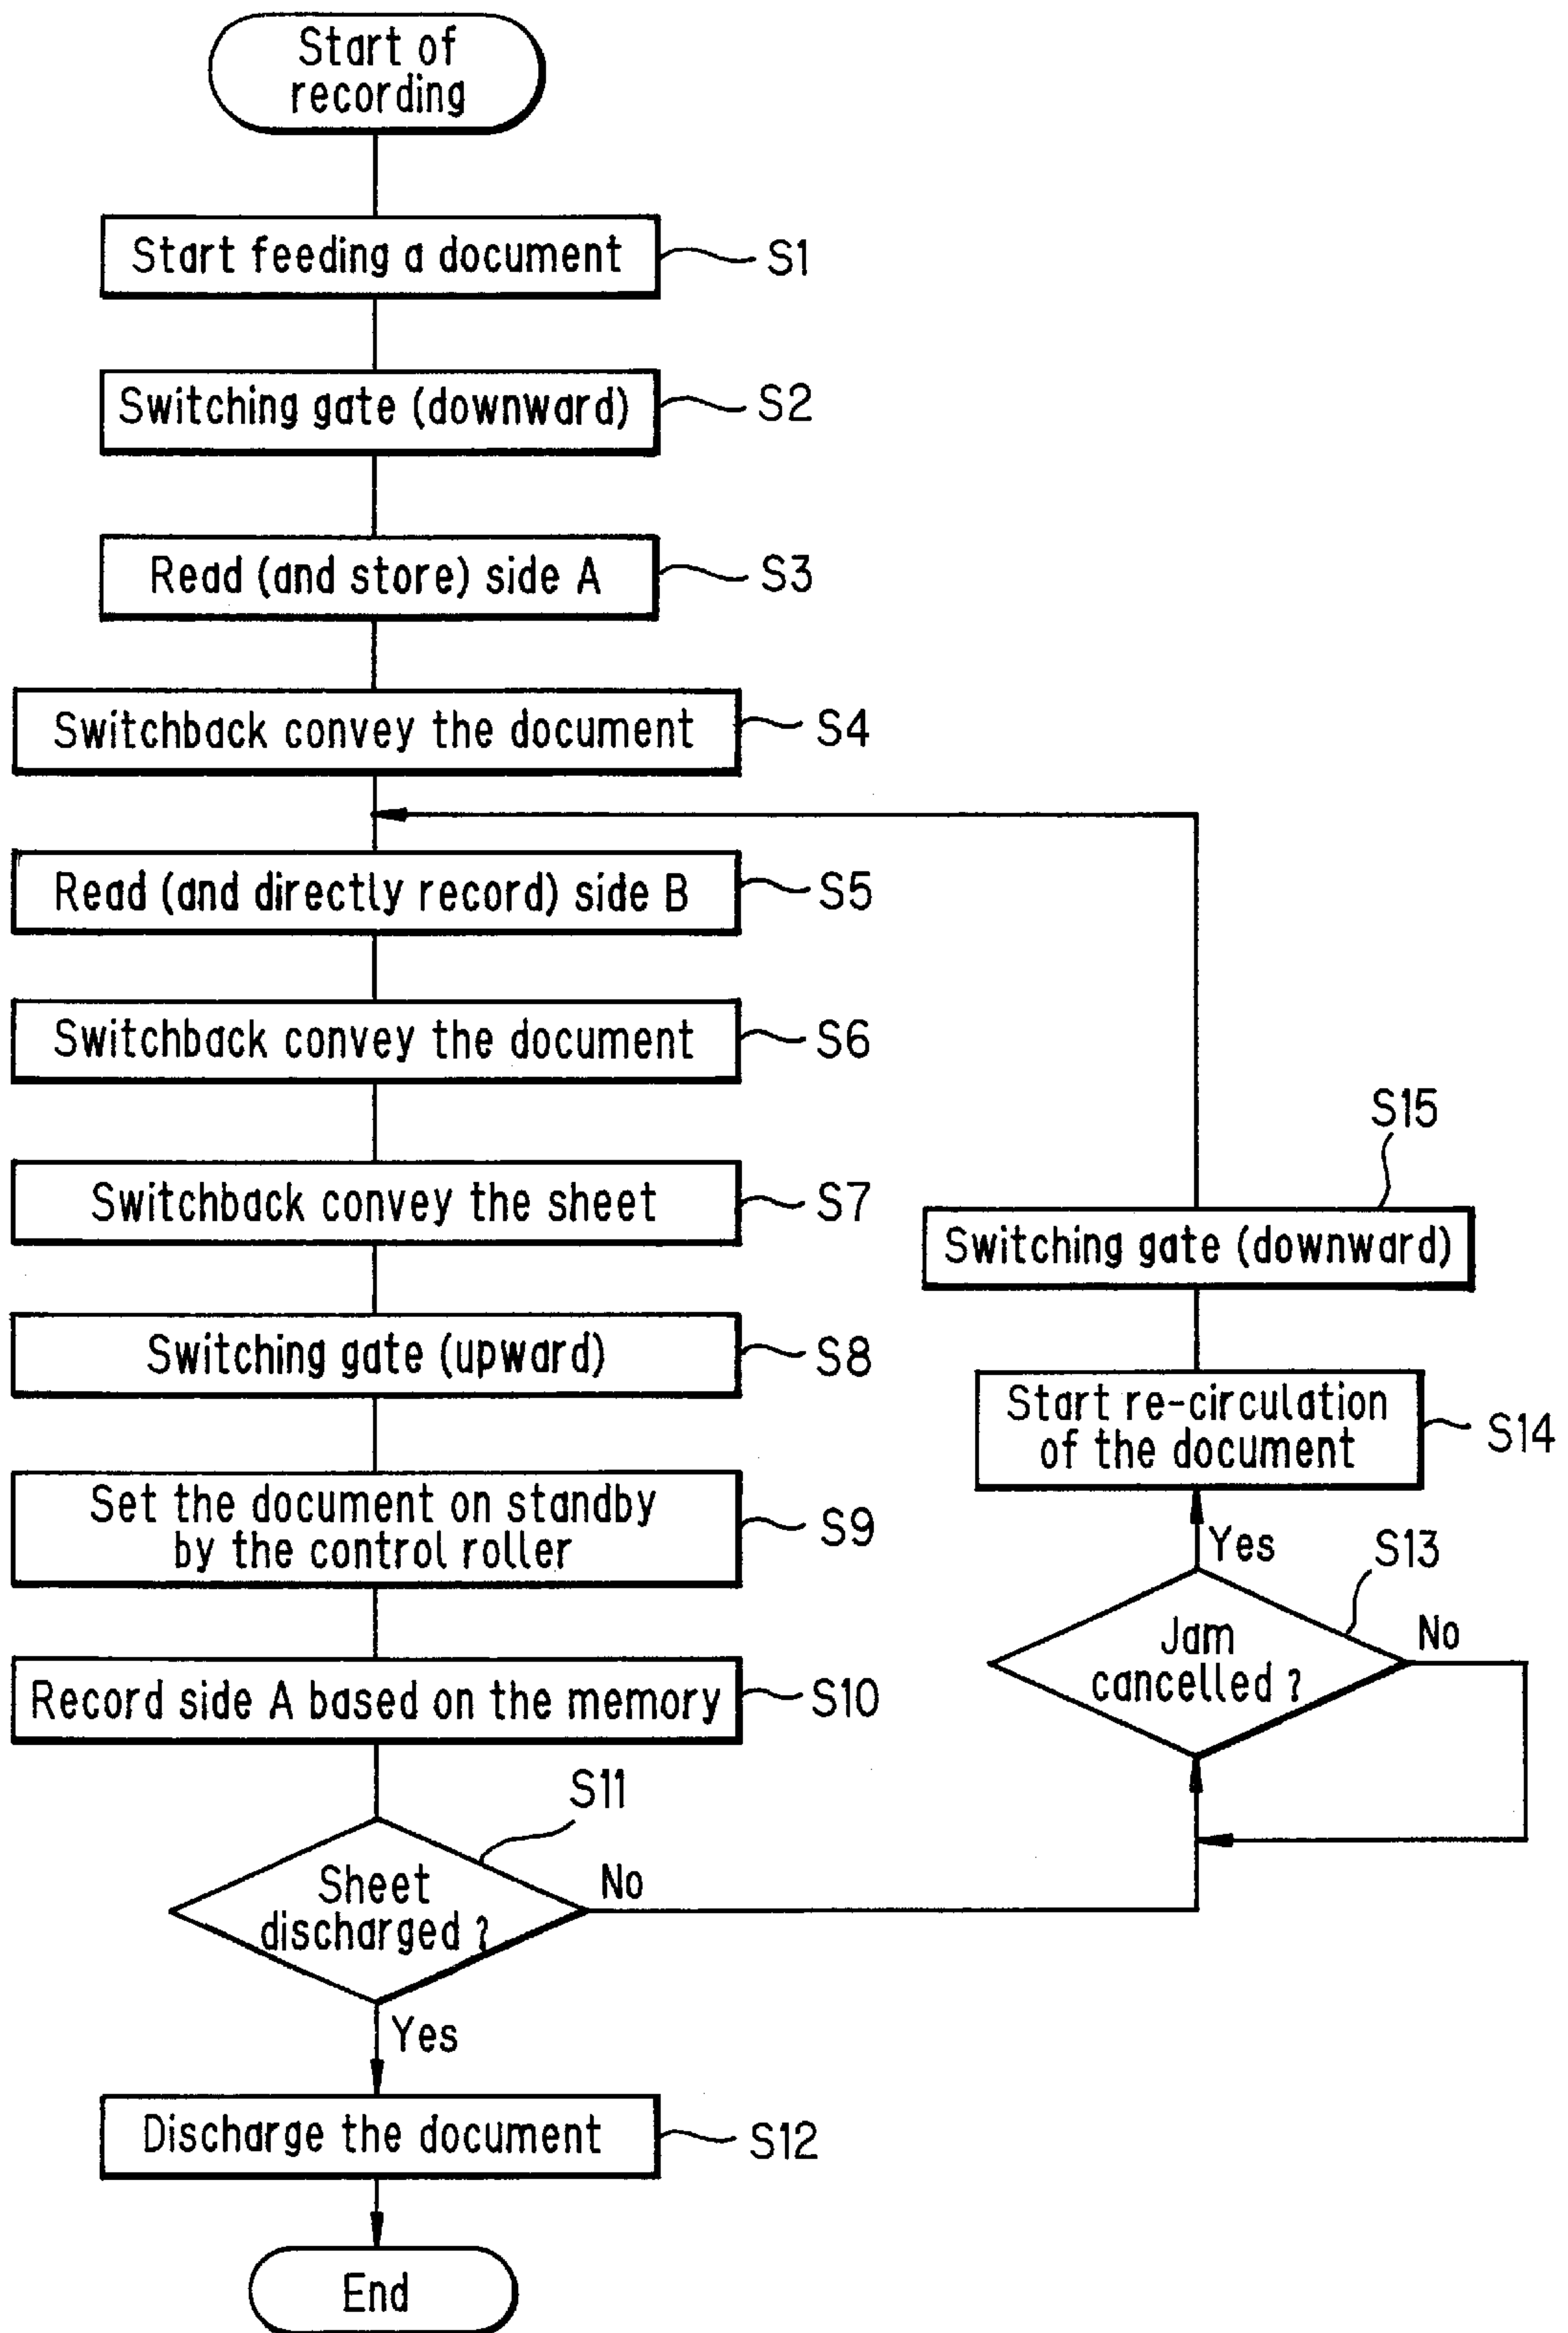 Start of
recording
Start feeding a document
S1
Switching gate (downward)
S2
Read (and store) side A
S3
Switchback convey the document
S4
Read (and directly record) side B
S5
Switchback convey the document
S6
Switchback convey the sheet
S7
Switching gate (upward)
S8
Set the document on standby
by the control roller
S9
Record side A based on the memory
S10
S11
Sheet
discharged ?
No
Yes
Discharge the document
S12
End
S15
Switching gate (downward)
Start re-circulation
of the document
S14
Yes
S13
Jam
cancelled ?
No